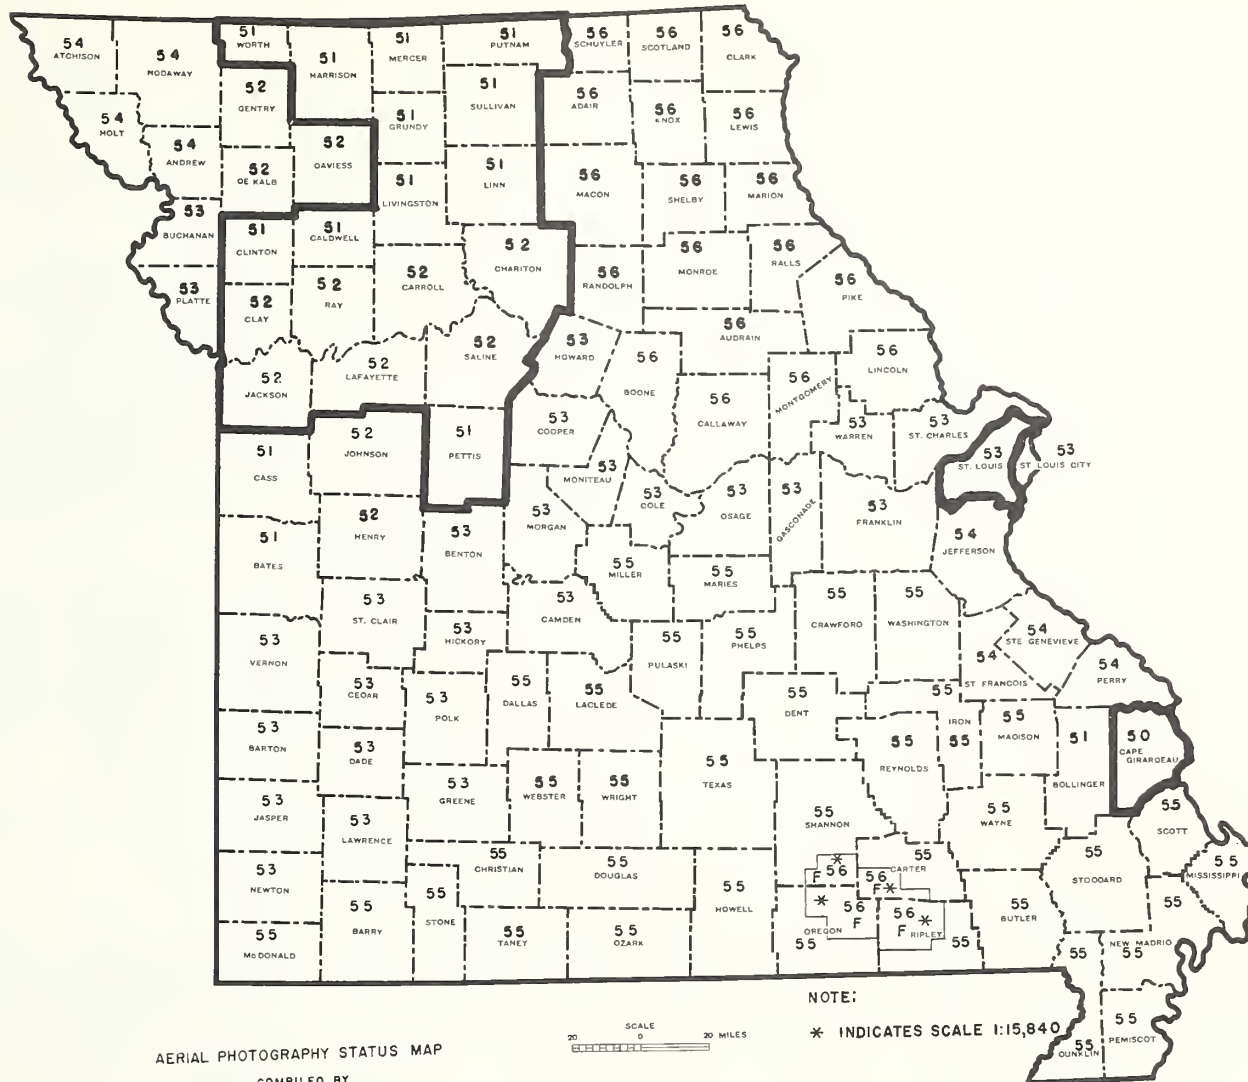 54
ATCHISON
54
NODAWAY
51
WORTH
51
HARRISON
51
MERCER
51
PUTNAM
56
SCHUYLER
56
SCOTLAND
56
CLARK
54
HOLT
54
ANDREW
52
GENTRY
52
DE KALB
52
DAVIESS
51
GRUNDY
51
SULLIVAN
51
LIVINGSTON
51
LINN
56
ADAIR
56
KNOX
56
LEWIS
56
MACON
56
SHELBY
56
MARION
53
BUCHANAN
53
PLATTE
51
CLINTON
51
CALDWELL
52
CLAY
52
RAY
52
CARROLL
52
CHARITON
56
RANDOLPH
56
MONROE
56
RALLS
56
PIKE
56
AUDRAIN
52
JACKSON
52
LAFAYETTE
52
SALINE
53
HOWARD
56
BOONE
56
CALLAWAY
56
MONTGOMERY
56
LINCOLN
53
WARREN
53
ST. CHARLES
53
ST. LOUIS
53
ST LOUIS CITY
51
CASS
52
JOHNSON
51
PETTIS
53
COOPER
53
MONITEAU
53
COLE
53
OSAGE
53
GASCONADE
53
FRANKLIN
54
JEFFERSON
51
BATES
52
HENRY
53
BENTON
53
MORGAN
55
MILLER
55
MARIES
53
ST. CLAIR
53
HICKORY
53
CAMDEN
55
PULASKI
55
PHELPS
55
CRAWFORD
55
WASHINGTON
54
STE GENEVIEVE
54
ST FRANCOIS
54
PERRY
53
VERNON
53
CEDAR
53
POLK
55
DALLAS
55
LACLEDE
55
DENT
55
IRON
55
55
REYNOLDS
55
MADISON
51
BOLLINGER
50
CAPE
GIRARDEAU
53
BARTON
53
DADE
53
GREENE
55
WEBSTER
55
WRIGHT
55
TEXAS
55
SHANNON
55
WAYNE
55
SCOTT
53
JASPER
53
LAWRENCE
55
CHRISTIAN
55
DOUGLAS
55
HOWELL
*
F 56
56
F *
55
CARTER
55
STODDARD
55
MISSISSIPPI
53
NEWTON
55
BARRY
55
STONE
55
TANEY
55
OZARK
*
56
F
OREGON
55
56
F *
RIPLEY
55
55
BUTLER
55
NEW MADRID
55
55
MCDONALD
55
55
DUNKLIN
55
PEMISCOT
NOTE:
* INDICATES SCALE 1:15,840
SCALE
20 0 20 MILES
AERIAL PHOTOGRAPHY STATUS MAP
COMPILED BY